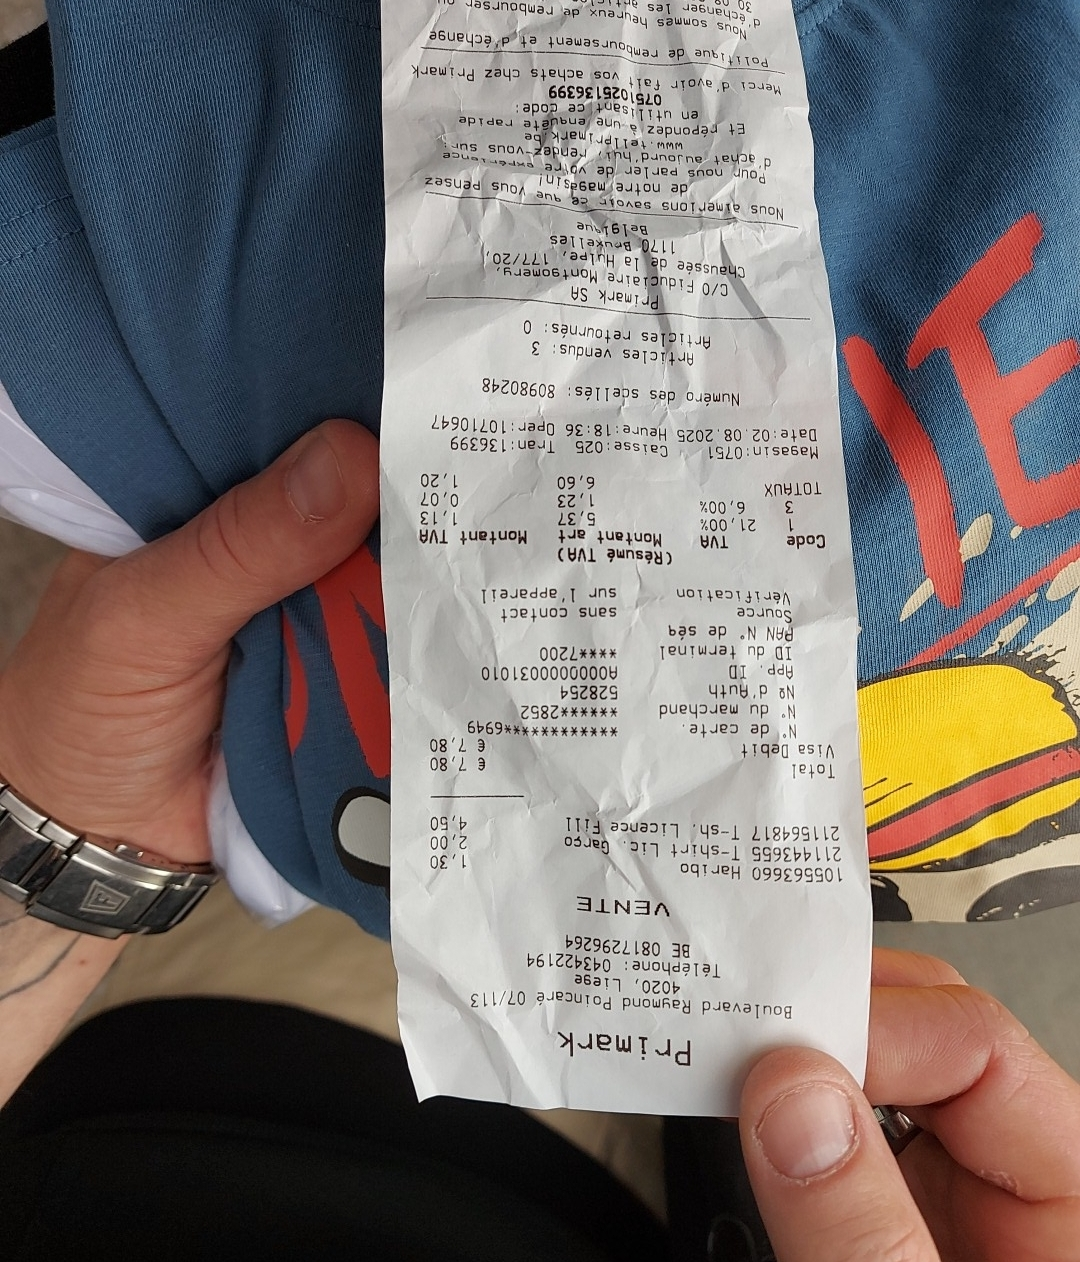 Primark
Boulevard Raymond Poincaré 07/113
4020, Liege
Téléphone: 043422194
BE 0817296264
VENTE
105563660 Haribo 1,30
211443655 T-shirt Lic. Garço 2,00
211564817 T-sh. Licence Fill 4,50
Total € 7,80
Visa Debit € 7,80
N° de carte. ***************6949
N° du marchand ******2852
Nº d'Auth 528254
App. ID A0000000031010
ID du terminal ****7200
PAN N° de séq
Source sans contact
Vérification sur l'appareil
(Résumé TVA)
Code TVA Montant art Montant TVA
1 21,00% 5,37 1,13
3 6,00% 1,23 0,07
TOTAUX 6,60 1,20
Magasin:0751 Caisse:025 Tran:136399
Date:02.08.2025 Heure:18:36 Oper:10710647
Numéro des scellés: 80980248
Articles vendus: 3
Articles retournés: 0
Primark SA
C/O Fiduciaire Montgomery,
Chaussée de la Hulpe, 177/20,
1170 Bruxelles
Belgique
Nous aimerions savoir ce que vous pensez
de notre magasin!
Pour nous parler de votre expérience
d'achat aujourd'hui, rendez-vous sur:
www.tellprimark.be
Et répondez à une enquête rapide
en utilisant ce code:
0751025136399
Merci d'avoir fait vos achats chez Primark
Politique de remboursement et d'échange
Nous sommes heureux de rembourser ou
d'échanger les
30